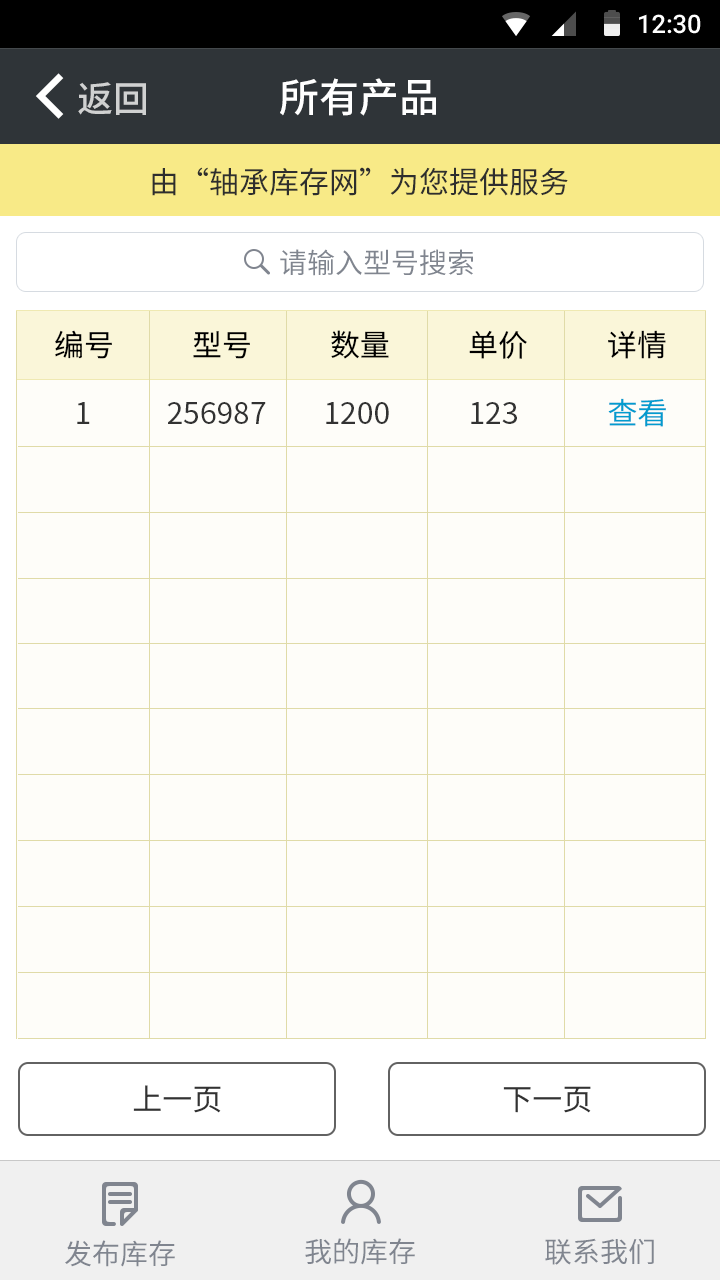 12:30
返回
所有产品
由“轴承库存网”为您提供服务
请输入型号搜索
编号 型号 数量 单价 详情
1 256987 1200 123 查看
上一页 下一页
发布库存 我的库存 联系我们